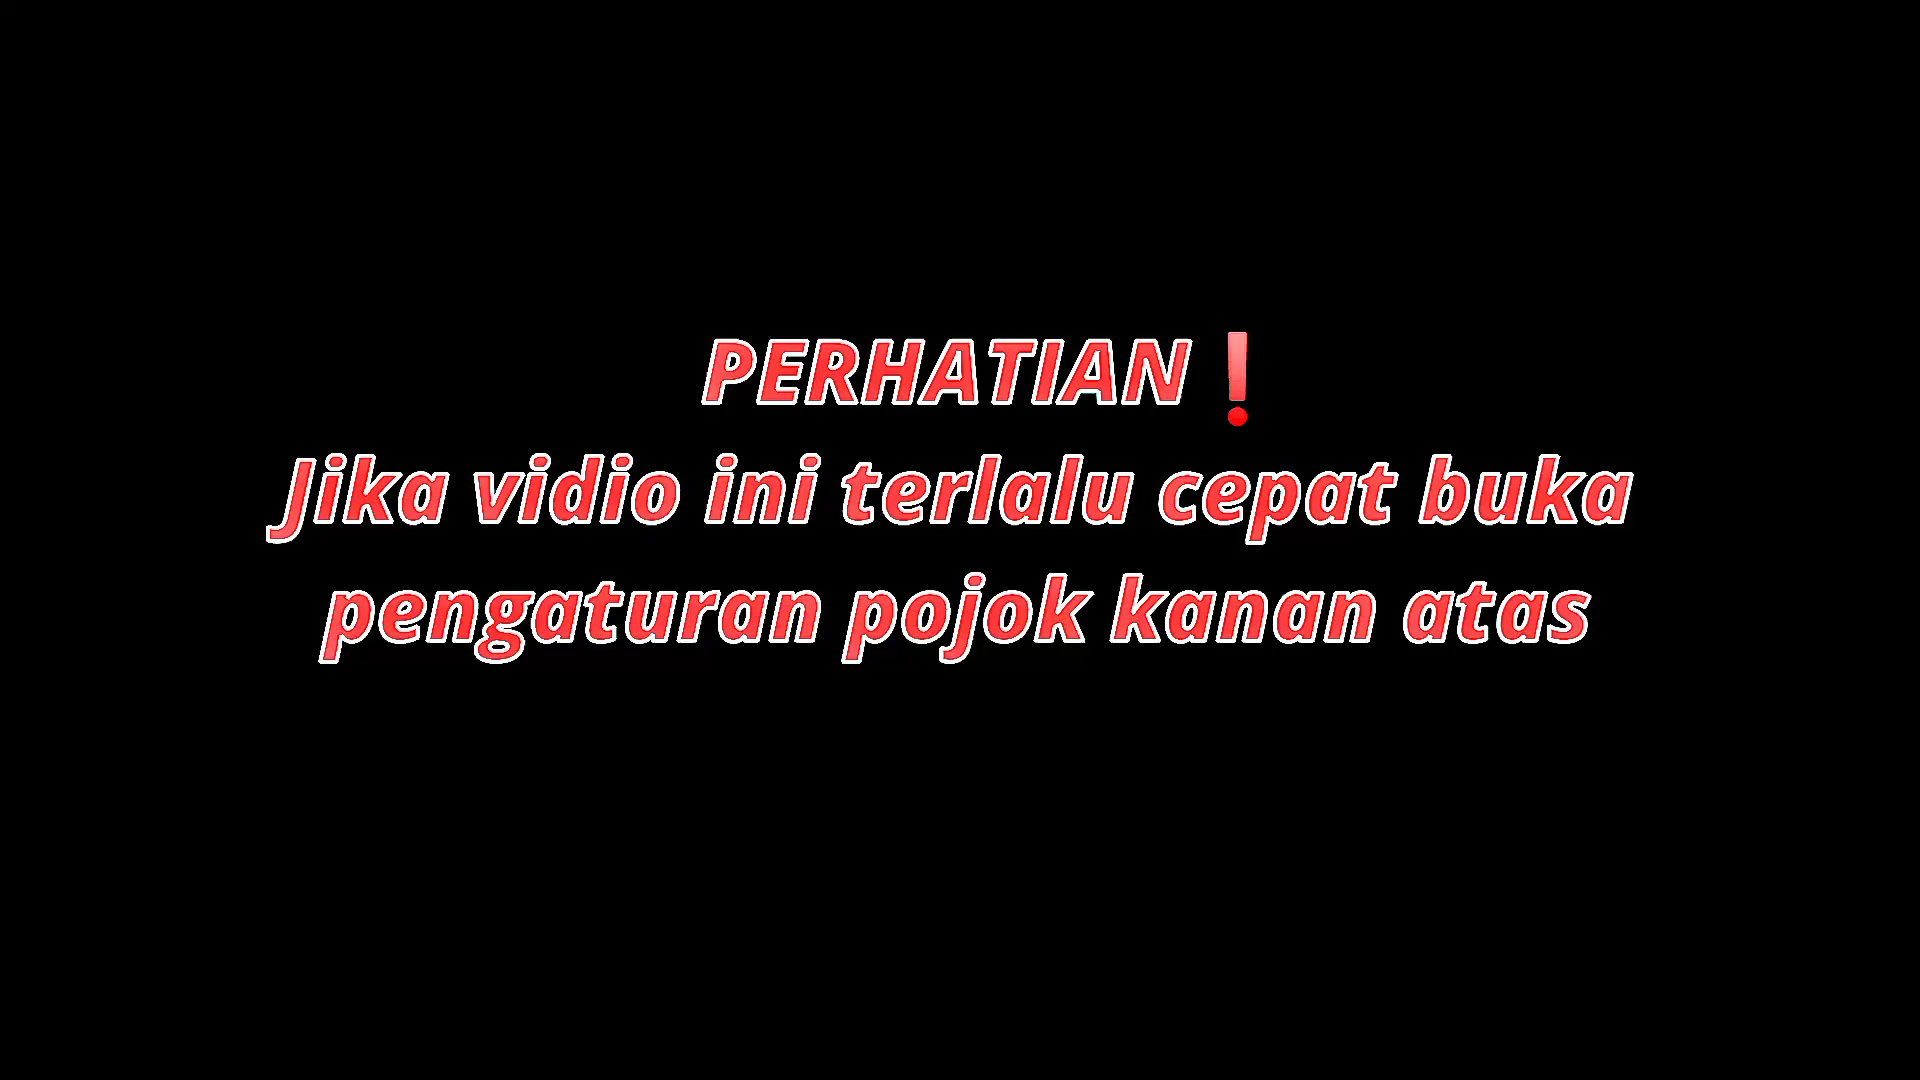 PERHATIAN❗
Jika vidio ini terlalu cepat buka
pengaturan pojok kanan atas